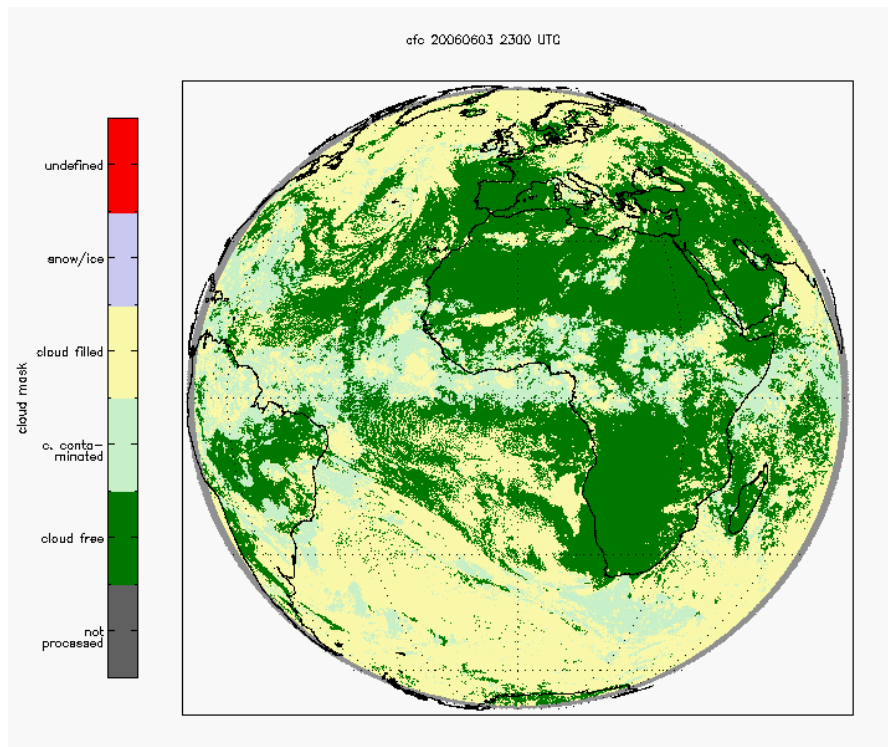 cfc 20060603 2300 UTC
undefined
snow/ice
cloud filled
c. conta-
minated
cloud free
not
processed
cloud mask